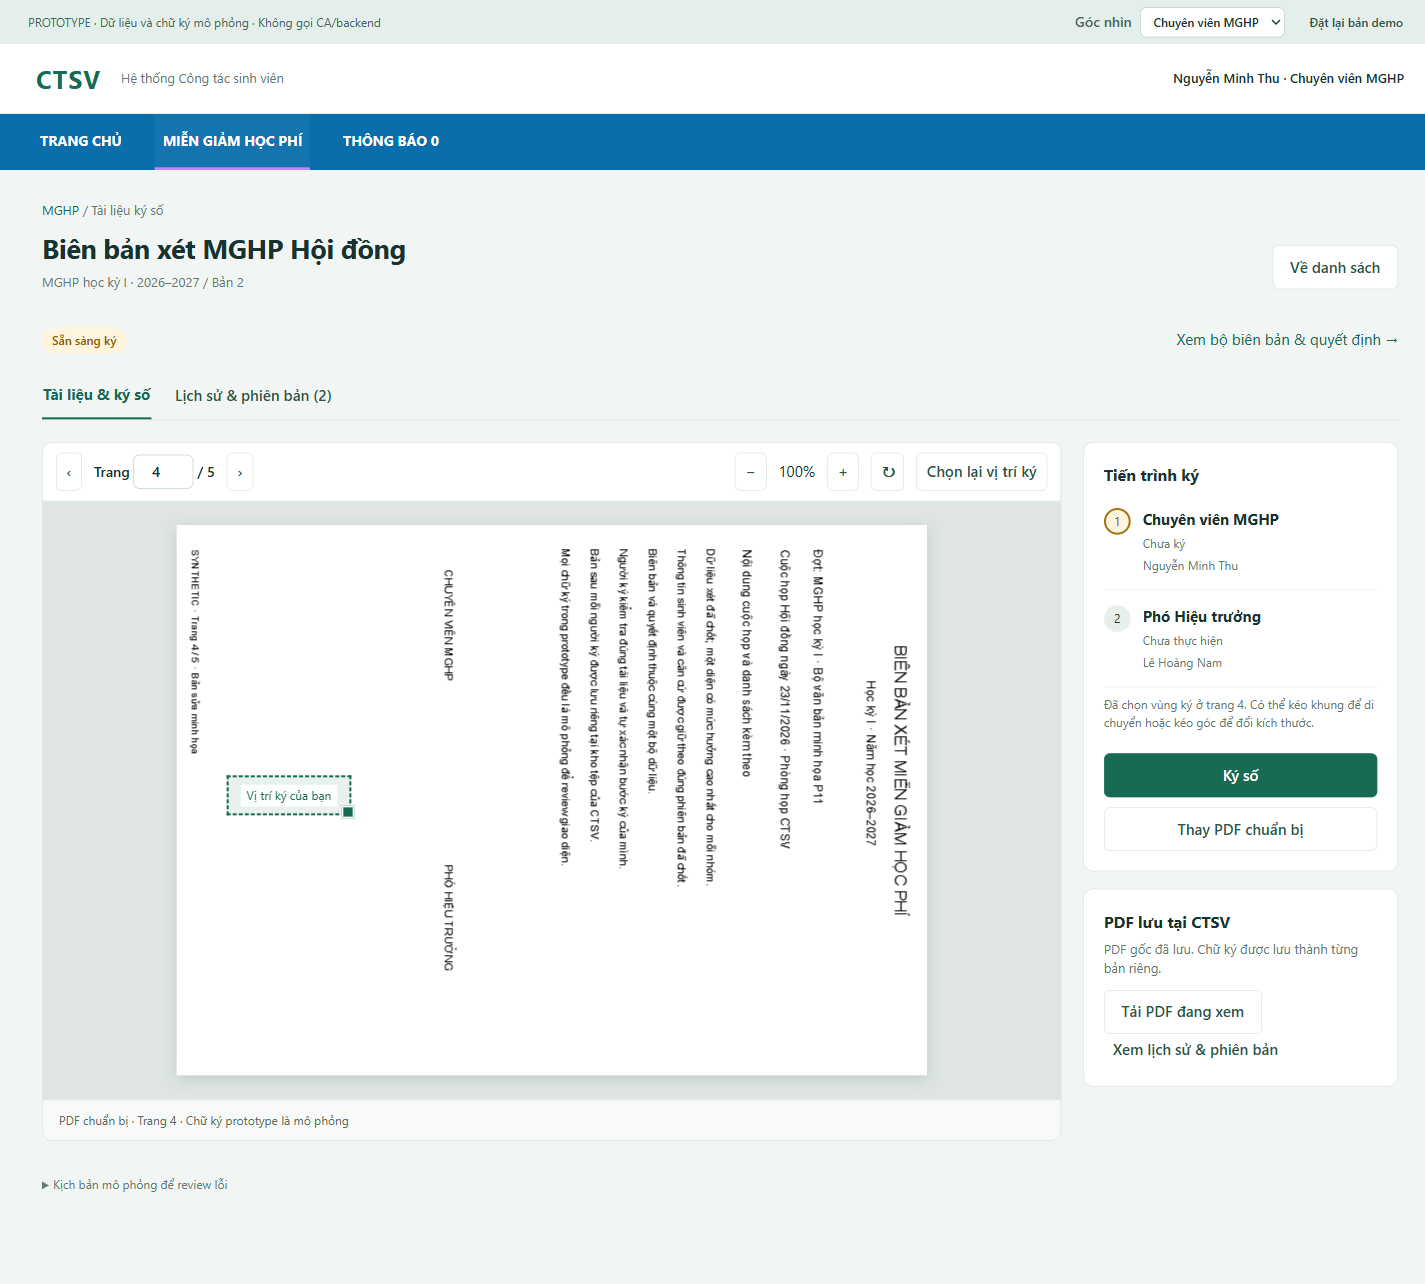 PROTOTYPE · Dữ liệu và chữ ký mô phỏng · Không gọi CA/backend
Góc nhìn
Chuyên viên MGHP
Đặt lại bản demo
CTSV
Hệ thống Công tác sinh viên
Nguyễn Minh Thu · Chuyên viên MGHP
TRANG CHỦ
MIỄN GIẢM HỌC PHÍ
THÔNG BÁO 0
MGHP / Tài liệu ký số
Biên bản xét MGHP Hội đồng
MGHP học kỳ I · 2026–2027 / Bản 2
Về danh sách
Sẵn sàng ký
Xem bộ biên bản & quyết định →
Tài liệu & ký số
Lịch sử & phiên bản (2)
‹
Trang 4 / 5
›
−
100%
+
↻
Chọn lại vị trí ký
BIÊN BẢN XÉT MIỄN GIẢM HỌC PHÍ
Học kỳ I · Năm học 2026–2027
Đợt: MGHP học kỳ I · Bộ văn bản minh họa P11
Cuộc họp Hội đồng ngày 23/11/2026 · Phòng họp CTSV
Nội dung cuộc họp và danh sách kèm theo
Dữ liệu xét đã chốt; một diện có mức hưởng cao nhất cho mỗi nhóm.
Thông tin sinh viên và căn cứ được giữ theo đúng phiên bản đã chốt.
Biên bản và quyết định thuộc cùng một bộ dữ liệu.
Người ký kiểm tra đúng tài liệu và tự xác nhận bước ký của mình.
Bản sau mỗi người ký được lưu riêng tại kho tệp của CTSV.
Mọi chữ ký trong prototype đều là mô phỏng để review giao diện.
CHUYÊN VIÊN MGHP
PHÓ HIỆU TRƯỞNG
Vị trí ký của bạn
SYNTHETIC · Trang 4/5 · Bản sửa minh họa
PDF chuẩn bị · Trang 4 · Chữ ký prototype là mô phỏng
Tiến trình ký
1
Chuyên viên MGHP
Chưa ký
Nguyễn Minh Thu
2
Phó Hiệu trưởng
Chưa thực hiện
Lê Hoàng Nam
Đã chọn vùng ký ở trang 4. Có thể kéo khung để di
chuyển hoặc kéo góc để đổi kích thước.
Ký số
Thay PDF chuẩn bị
PDF lưu tại CTSV
PDF gốc đã lưu. Chữ ký được lưu thành từng
bản riêng.
Tải PDF đang xem
Xem lịch sử & phiên bản
▶ Kịch bản mô phỏng để review lỗi